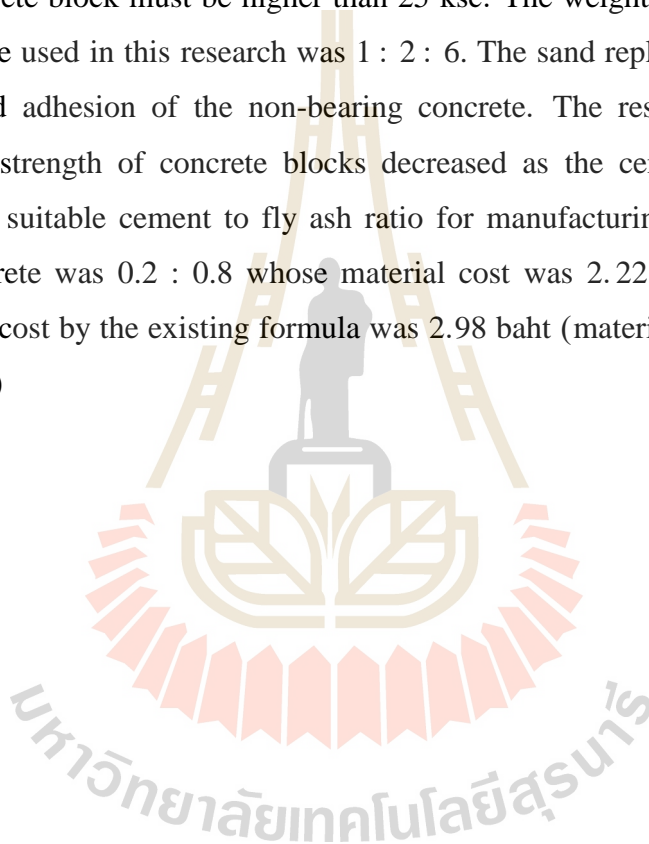 ete block must be higher than 25 ksc. The weight
e used in this research was 1 : 2 : 6. The sand repl
d adhesion of the non-bearing concrete. The res
strength of concrete blocks decreased as the ce
suitable cement to fly ash ratio for manufacturin
rete was 0.2 : 0.8 whose material cost was 2.22
cost by the existing formula was 2.98 baht (materi
)
มหาวิทยาลัยเทคโนโลยีสุรนารี